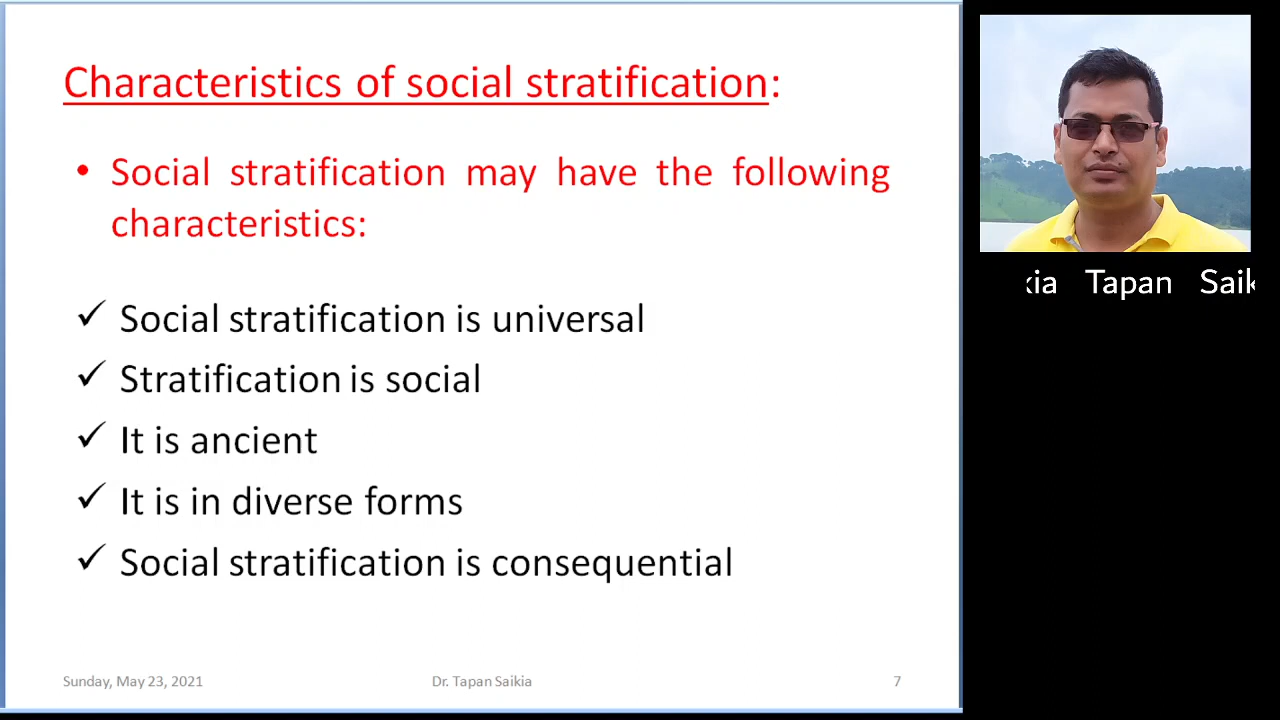 Characteristics of social stratification:
• Social stratification may have the following
characteristics:
✓ Social stratification is universal
✓ Stratification is social
✓ It is ancient
✓ It is in diverse forms
✓ Social stratification is consequential
Sunday, May 23, 2021
Dr. Tapan Saikia
7
kia Tapan Saik